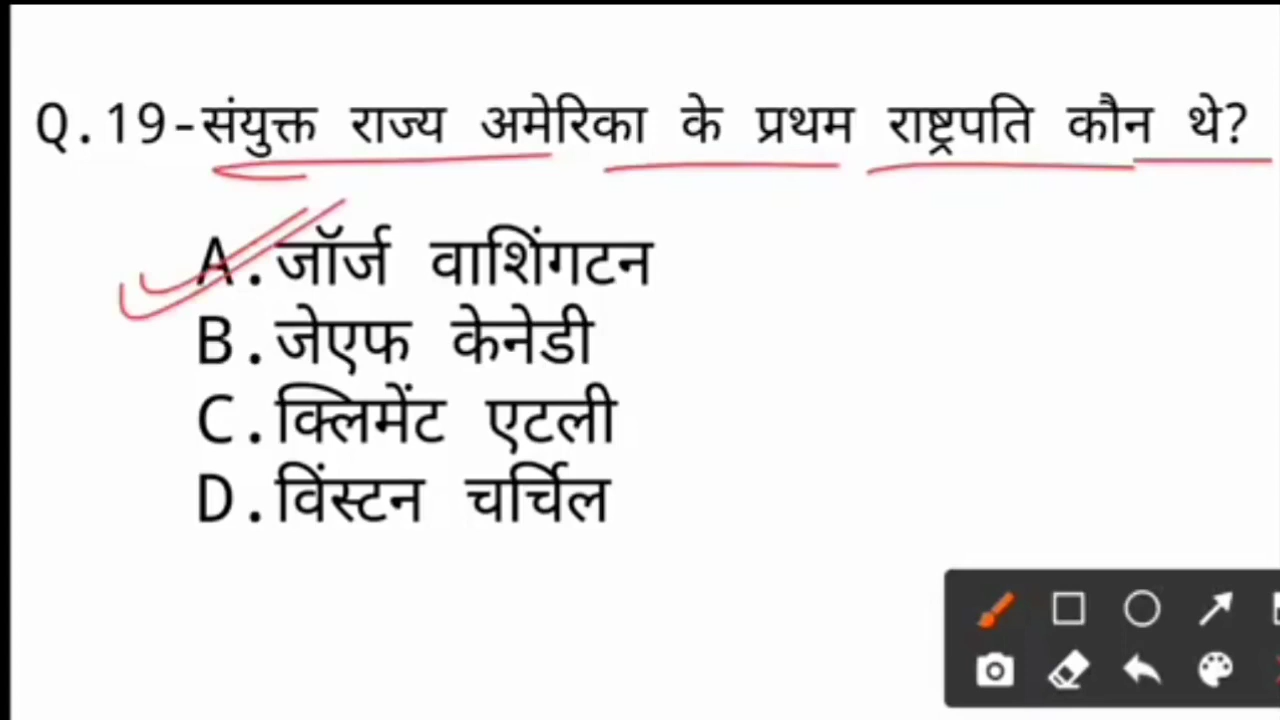 Q.19-संयुक्त राज्य अमेरिका के प्रथम राष्ट्रपति कौन थे?
A.जॉर्ज वाशिंगटन
B.जेएफ केनेडी
C.क्लिमेंट एटली
D.विंस्टन चर्चिल